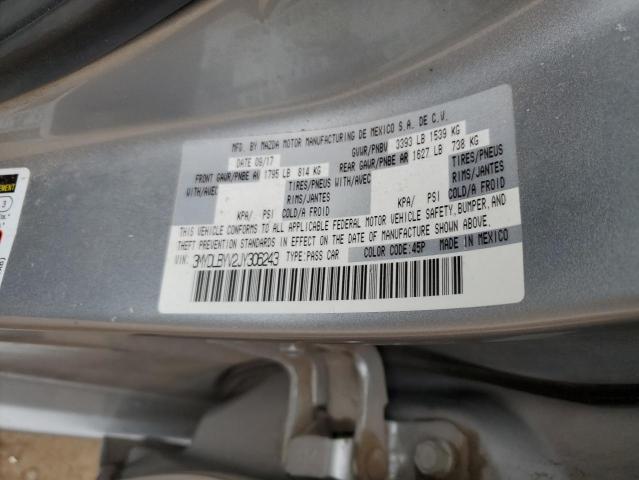 MFD. BY MAZDA MOTOR MANUFACTURING DE MEXICO S.A. DE C.V.
DATE 09/17 GVWR/PNBV 3393 LB 1539 KG
FRONT GAWR/PNBE AV 1795 LB 814 KG REAR GAWR/PNBE AR 1627 LB 738 KG
WITH/AVEC TIRES/PNEUS WITH/AVEC TIRES/PNEUS
RIMS/JANTES RIMS/JANTES
KPA/ PSI COLD/A FROID KPA/ PSI COLD/A FROID
THIS VEHICLE CONFORMS TO ALL APPLICABLE FEDERAL MOTOR VEHICLE SAFETY, BUMPER, AND
THEFT PREVENTION STANDARDS IN EFFECT ON THE DATE OF MANUFACTURE SHOWN ABOVE.
VIN: 3MYDLBYV2JY306243 TYPE: PASS CAR COLOR CODE: 45P MADE IN MEXICO
3